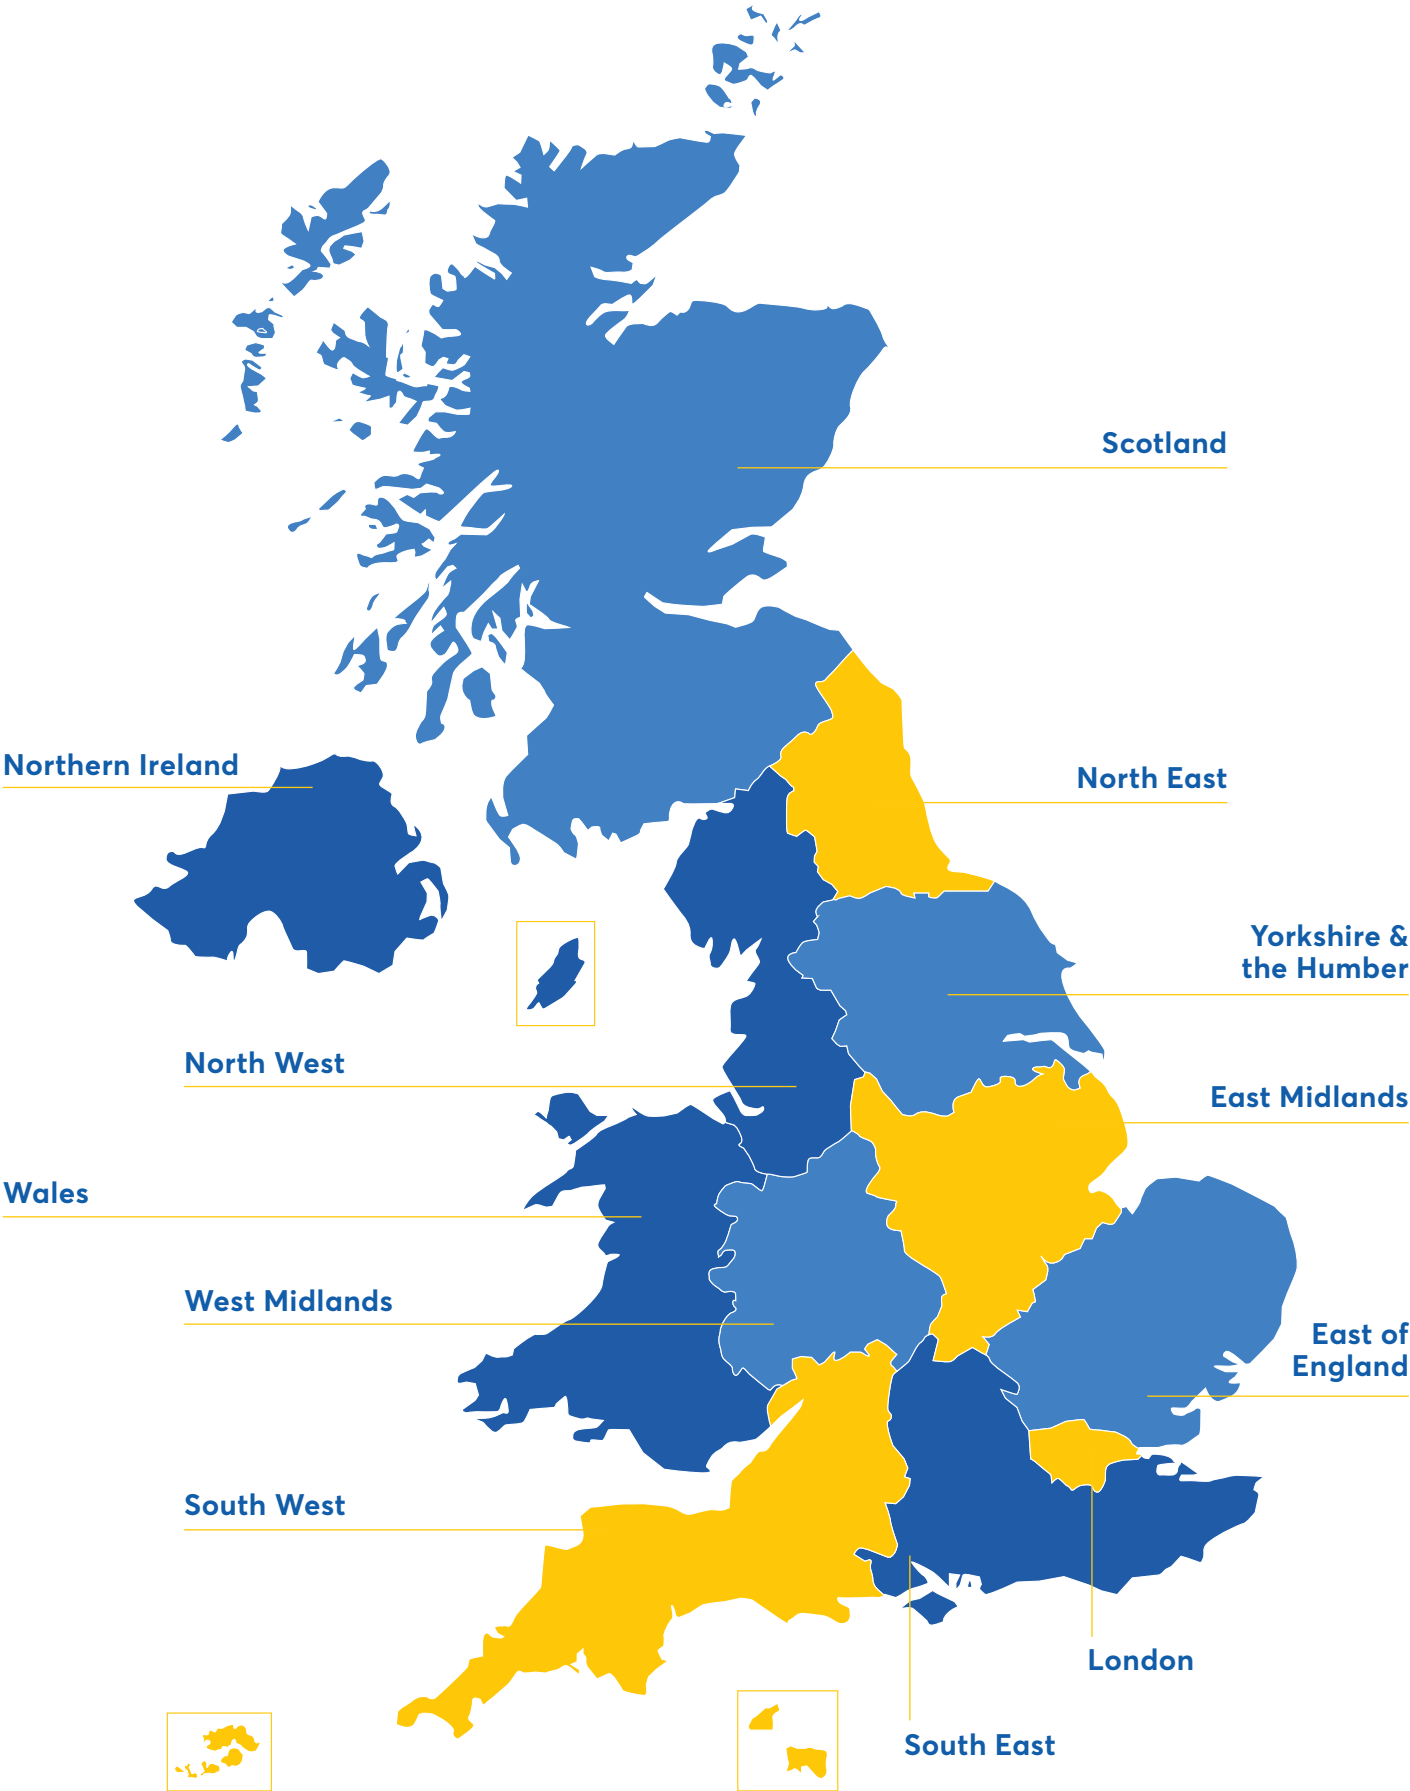 Scotland
Northern Ireland
North East
Yorkshire &
the Humber
North West
East Midlands
Wales
West Midlands
East of
England
South West
London
South East